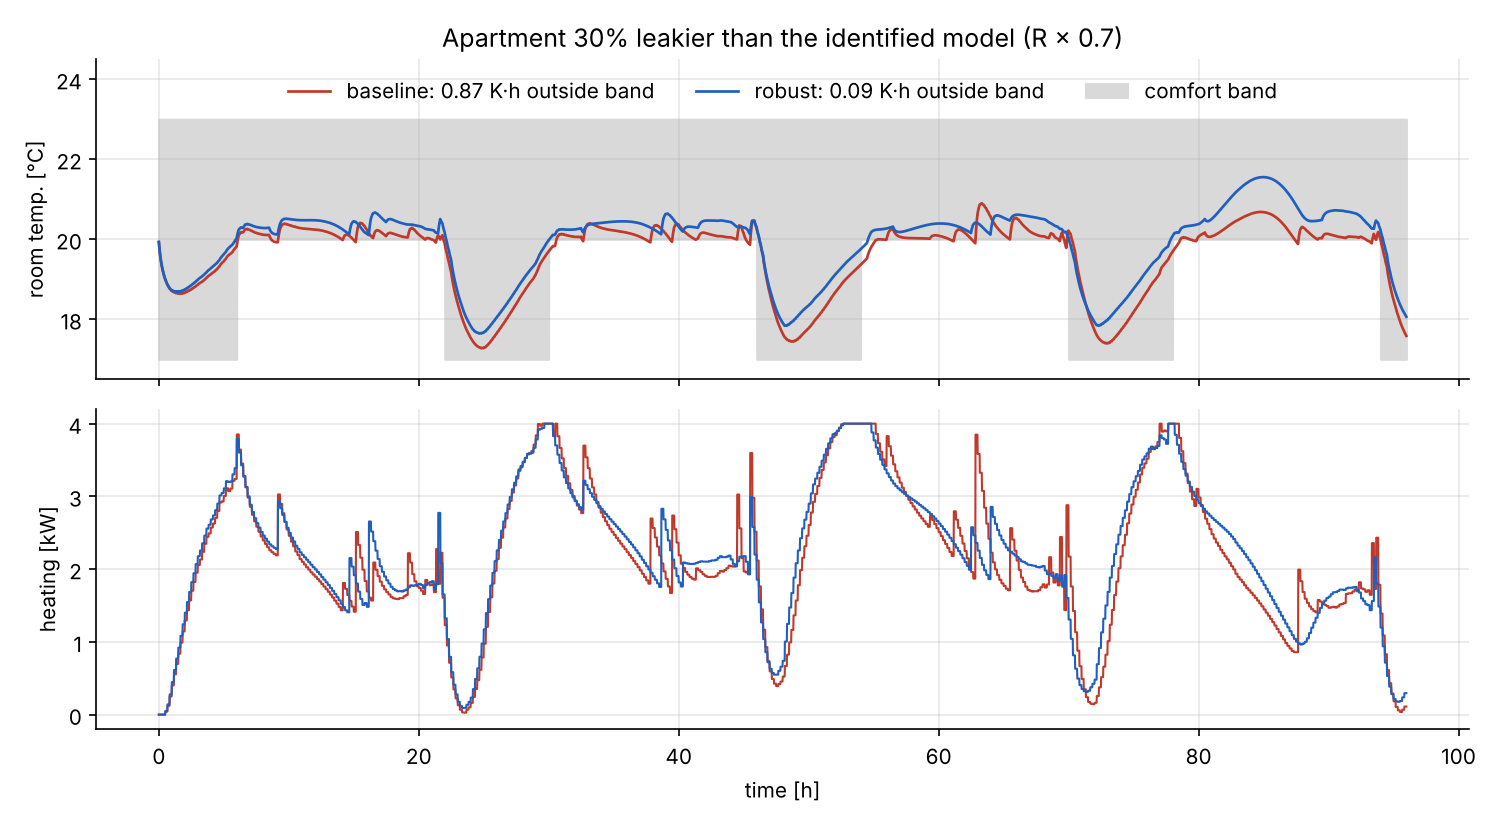 Apartment 30% leakier than the identified model (R × 0.7)
baseline: 0.87 K·h outside band
robust: 0.09 K·h outside band
comfort band
room temp. [°C]
24
22
20
18
heating [kW]
4
3
2
1
0
0
20
40
60
80
100
time [h]